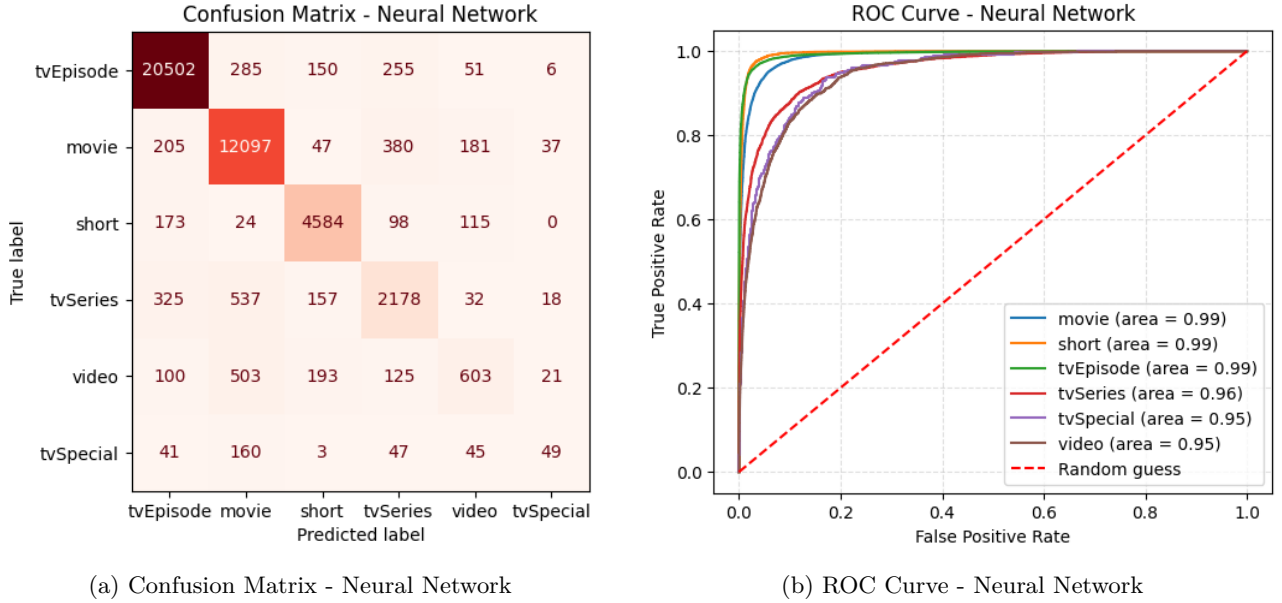 Confusion Matrix - Neural Network
tvEpisode 20502 285 150 255 51 6
movie 205 12097 47 380 181 37
short 173 24 4584 98 115 0
tvSeries 325 537 157 2178 32 18
video 100 503 193 125 603 21
tvSpecial 41 160 3 47 45 49
tvEpisode movie short tvSeries video tvSpecial
Predicted label
True label
(a) Confusion Matrix - Neural Network
ROC Curve - Neural Network
1.0
0.8
0.6
0.4
0.2
0.0
True Positive Rate
movie (area = 0.99)
short (area = 0.99)
tvEpisode (area = 0.99)
tvSeries (area = 0.96)
tvSpecial (area = 0.95)
video (area = 0.95)
Random guess
0.0 0.2 0.4 0.6 0.8 1.0
False Positive Rate
(b) ROC Curve - Neural Network